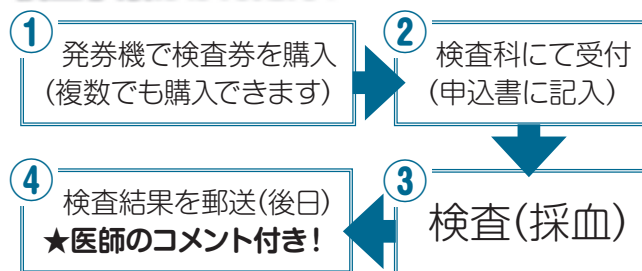 ①
発券機で検査券を購入
(複数でも購入できます)
②
検査科にて受付
(申込書に記入)
③
検査(採血)
④
検査結果を郵送(後日)
★医師のコメント付き!